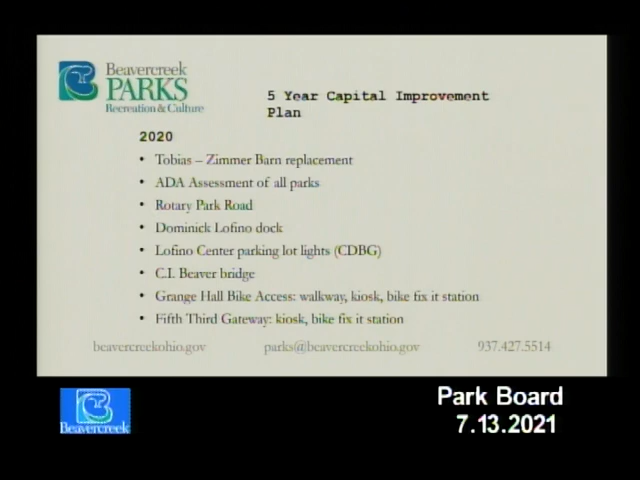 Beavercreek
PARKS
Recreation & Culture
5 Year Capital Improvement
Plan
2020
• Tobias – Zimmer Barn replacement
• ADA Assessment of all parks
• Rotary Park Road
• Dominick Lofino dock
• Lofino Center parking lot lights (CDBG)
• C.I. Beaver bridge
• Grange Hall Bike Access: walkway, kiosk, bike fix it station
• Fifth Third Gateway: kiosk, bike fix it station
beavercreekohio.gov parks@beavercreekohio.gov 937.427.5514
Beavercreek
Park Board
7.13.2021